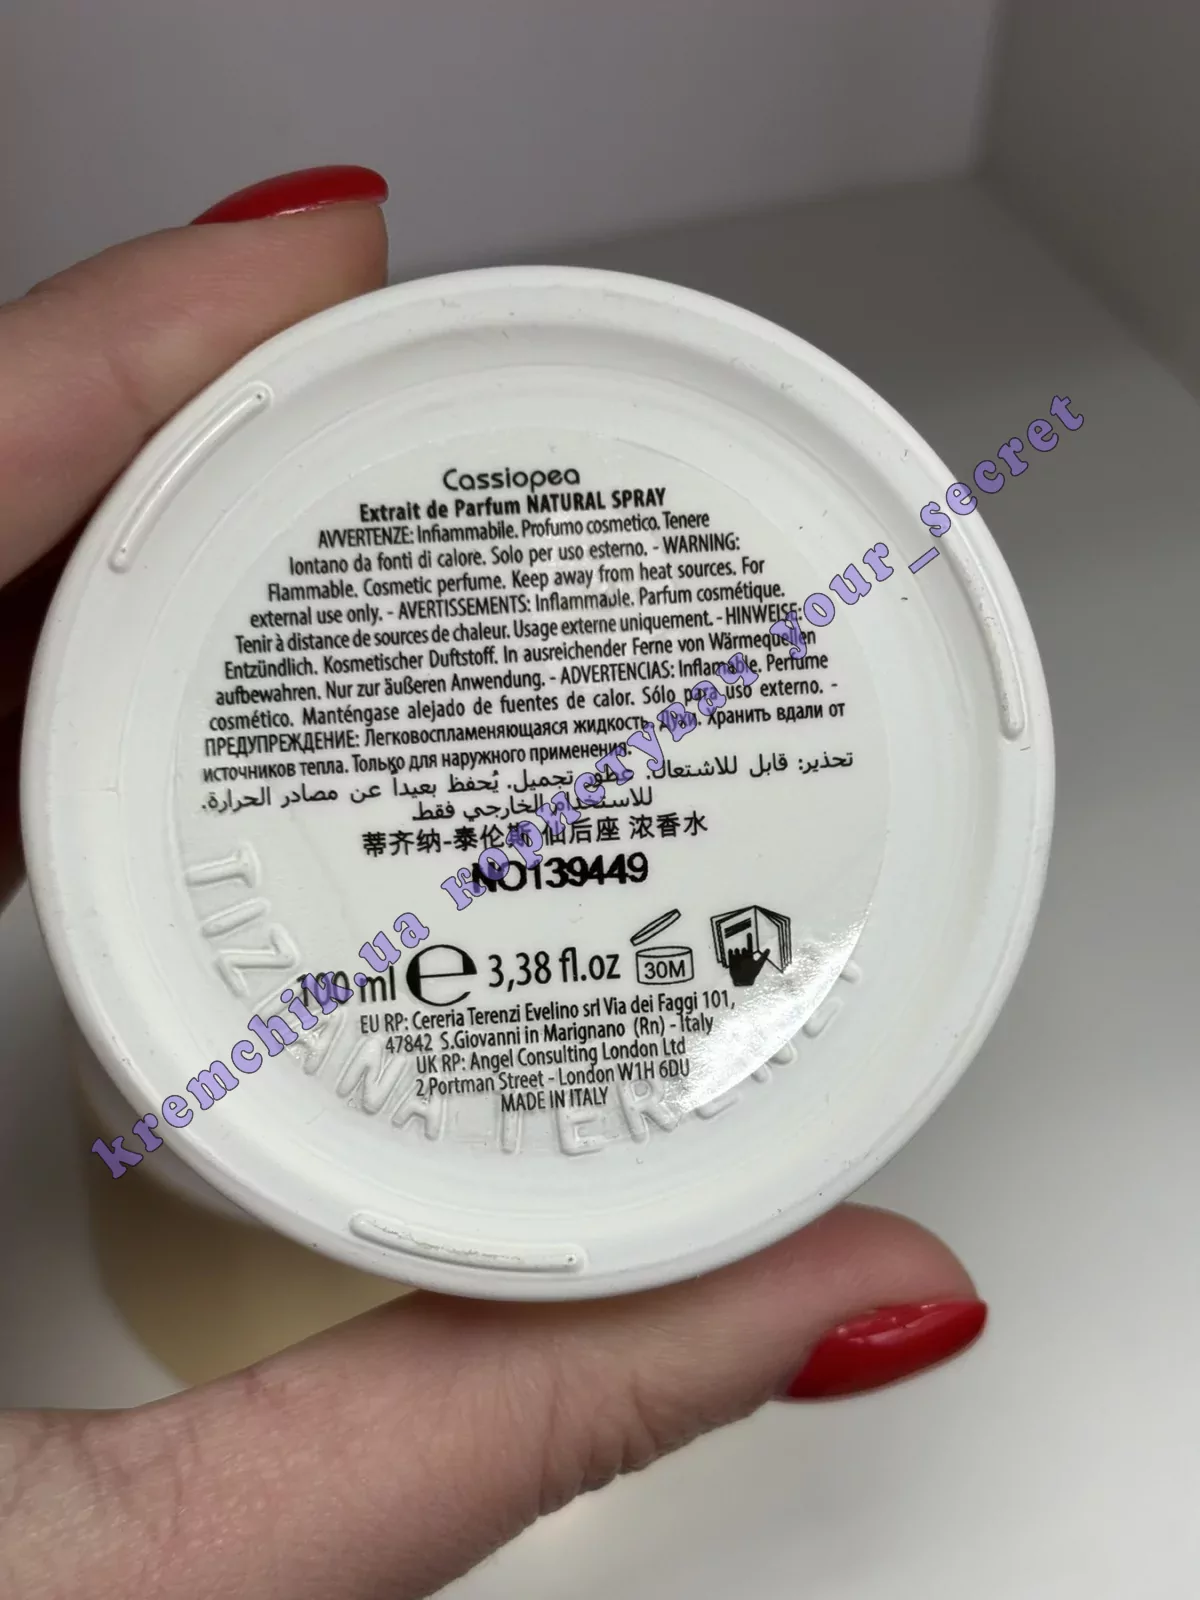 Cassiopea
Extrait de Parfum NATURAL SPRAY
AVVERTENZE: Infiammabile. Profumo cosmetico. Tenere
lontano da fonti di calore. Solo per uso esterno. - WARNING:
Flammable. Cosmetic perfume. Keep away from heat sources. For
external use only. - AVERTISSEMENTS: Inflammable. Parfum cosmétique.
Tenir à distance de sources de chaleur. Usage externe uniquement. - HINWEISE:
Entzündlich. Kosmetischer Duftstoff. In ausreichender Ferne von Wärmequellen
aufbewahren. Nur zur äußeren Anwendung. - ADVERTENCIAS: Inflamable. Perfume
cosmético. Manténgase alejado de fuentes de calor. Sólo para uso externo. -
ПРЕДУПРЕЖДЕНИЕ: Легковоспламеняющаяся жидкость. Духи. Хранить вдали от
источников тепла. Только для наружного применения.
تحذير: قابل للاشتعال. عطور تجميل. يُحفظ بعيداً عن مصادر الحرارة.
للاستخدام الخارجي فقط
蒂齐纳-泰伦斯 仙后座 浓香水
NO139449
100 ml e 3,38 fl.oz 30M
EU RP: Cereria Terenzi Evelino srl Via dei Faggi 101,
47842 S.Giovanni in Marignano (Rn) - Italy
UK RP: Angel Consulting London Ltd
2 Portman Street - London W1H 6DU
MADE IN ITALY
TIZIANA TERENZI
kremchik.ua користувач your_secret